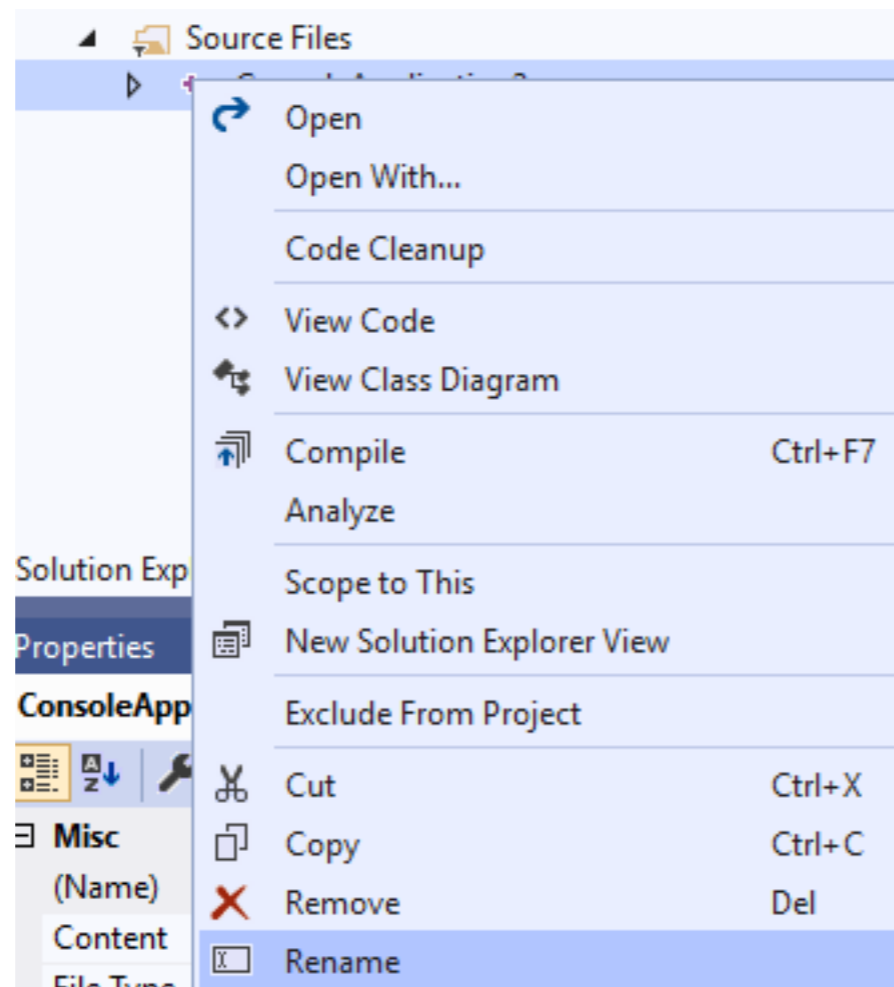 Source Files
Open
Open With...
Code Cleanup
View Code
View Class Diagram
Compile Ctrl+F7
Analyze
Solution Exp
Scope to This
Properties
New Solution Explorer View
ConsoleApp
Exclude From Project
Cut Ctrl+X
Misc
Copy Ctrl+C
(Name)
Remove Del
Content
Rename
File Type